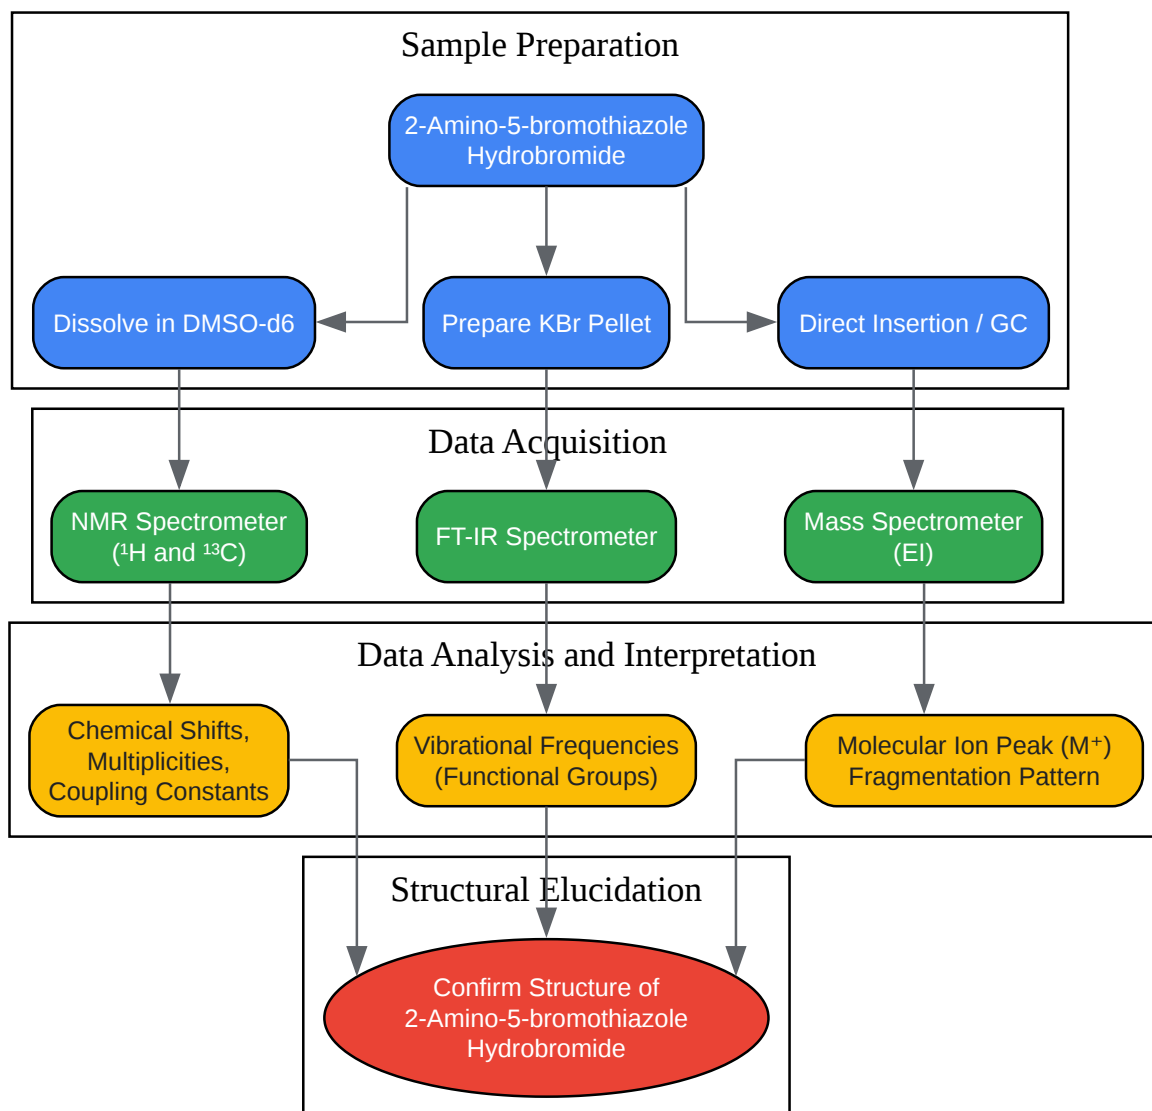 Sample Preparation
2-Amino-5-bromothiazole
Hydrobromide
Dissolve in DMSO-d6
Prepare KBr Pellet
Direct Insertion / GC
Data Acquisition
NMR Spectrometer
(¹H and ¹³C)
FT-IR Spectrometer
Mass Spectrometer
(EI)
Data Analysis and Interpretation
Chemical Shifts,
Multiplicities,
Coupling Constants
Vibrational Frequencies
(Functional Groups)
Molecular Ion Peak (M⁺)
Fragmentation Pattern
Structural Elucidation
Confirm Structure of
2-Amino-5-bromothiazole
Hydrobromide